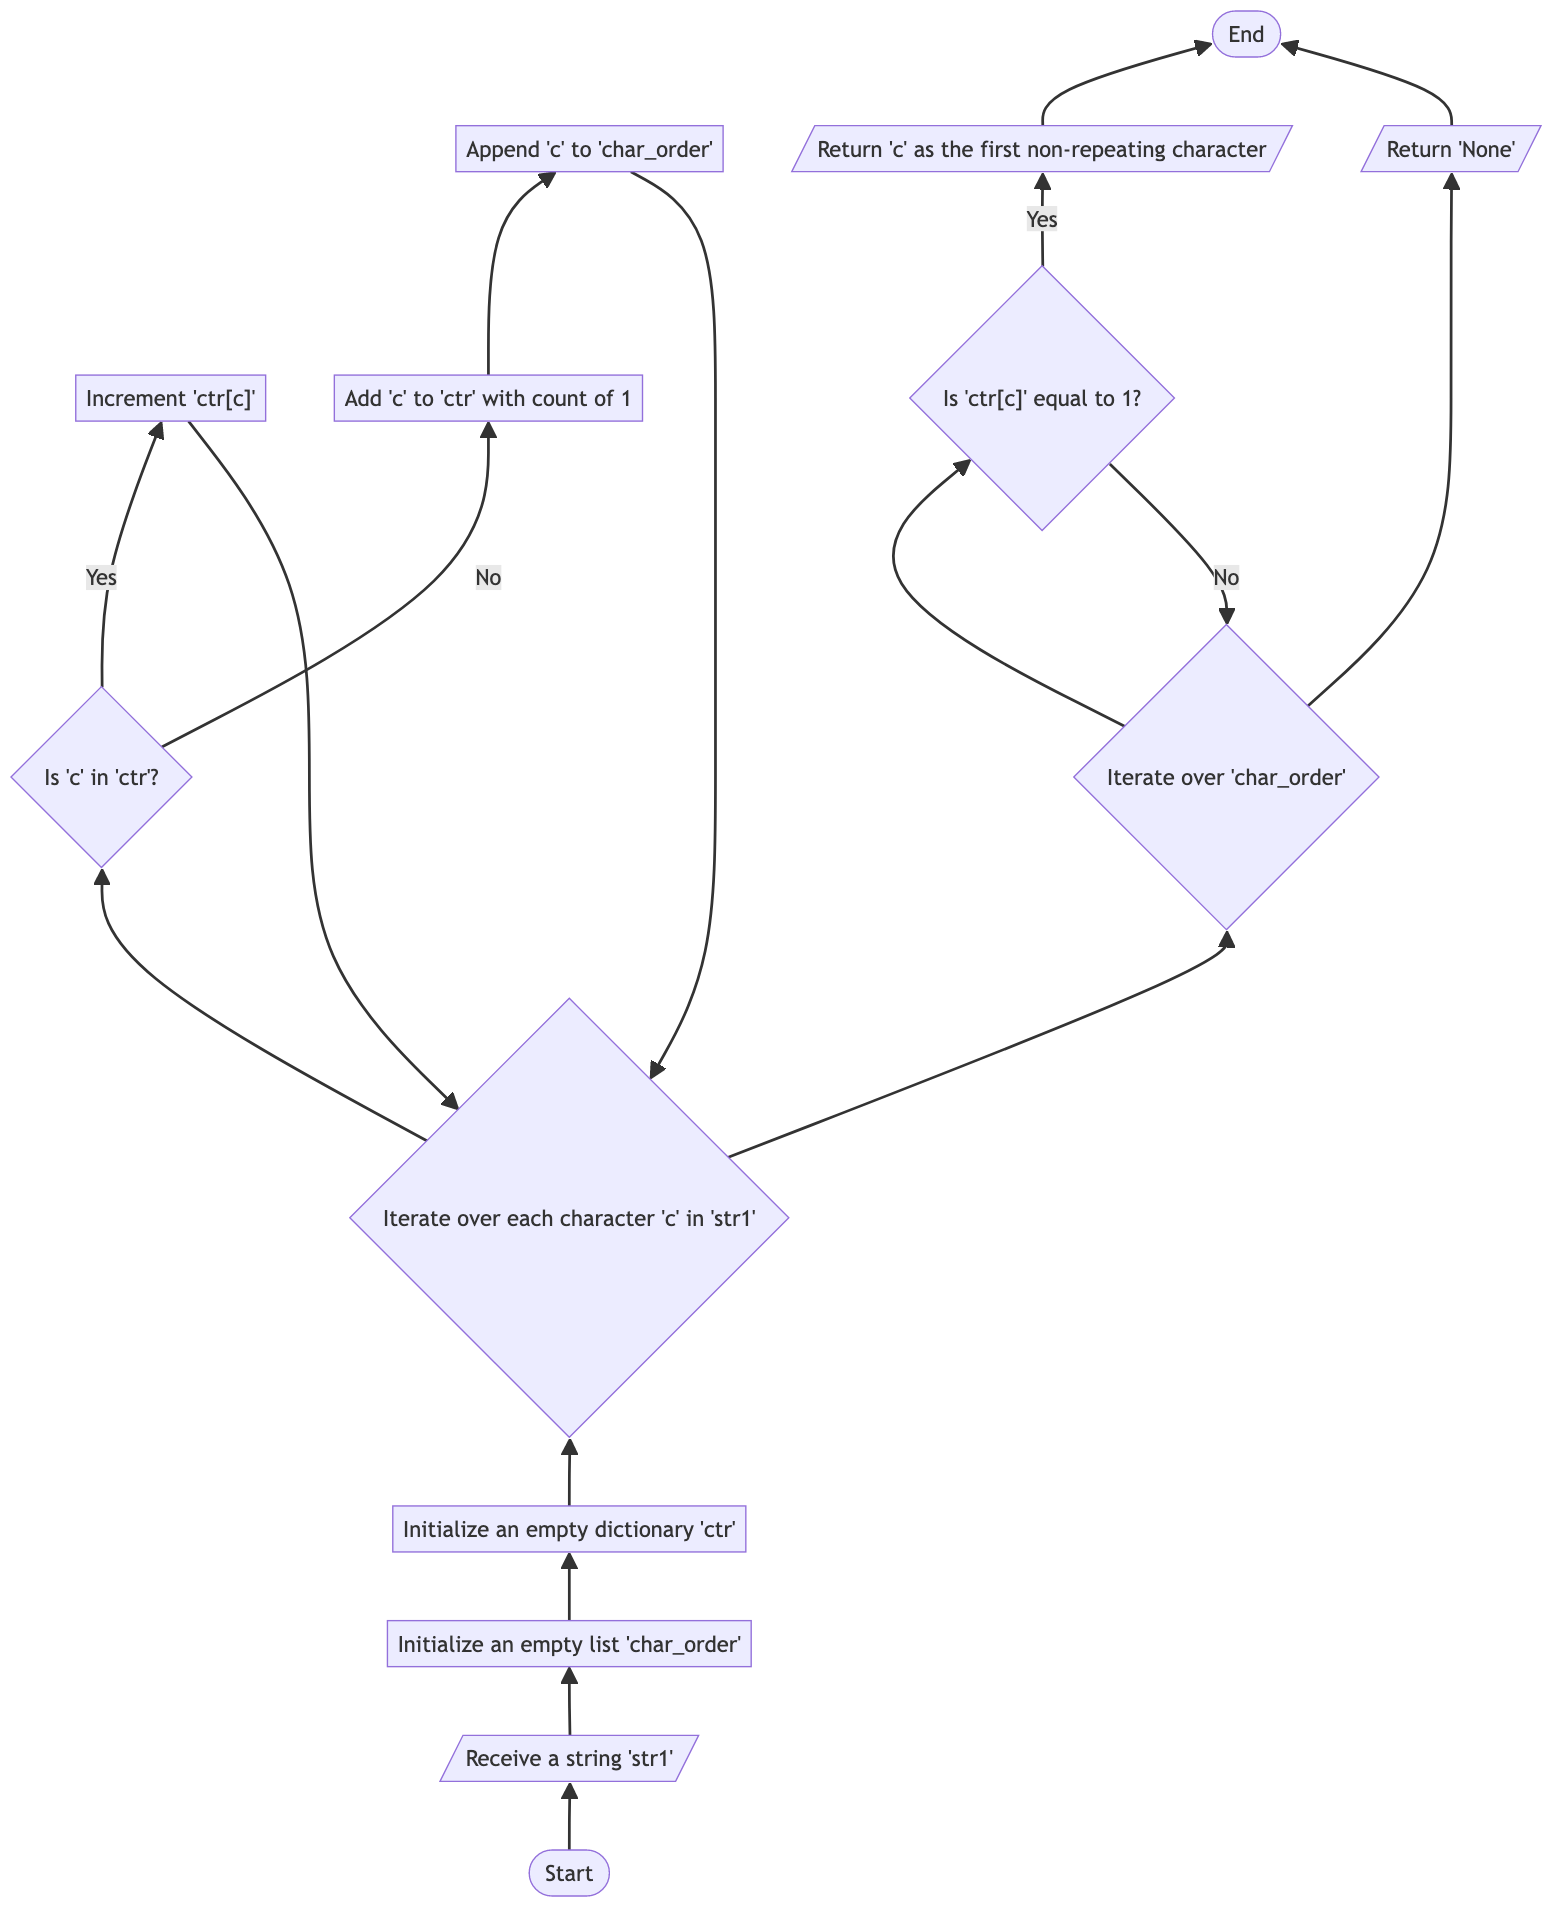 End
Append 'c' to 'char_order'
Return 'c' as the first non-repeating character
Return 'None'
Yes
Increment 'ctr[c]'
Add 'c' to 'ctr' with count of 1
Is 'ctr[c]' equal to 1?
Yes
No
No
Is 'c' in 'ctr'?
Iterate over 'char_order'
Iterate over each character 'c' in 'str1'
Initialize an empty dictionary 'ctr'
Initialize an empty list 'char_order'
Receive a string 'str1'
Start